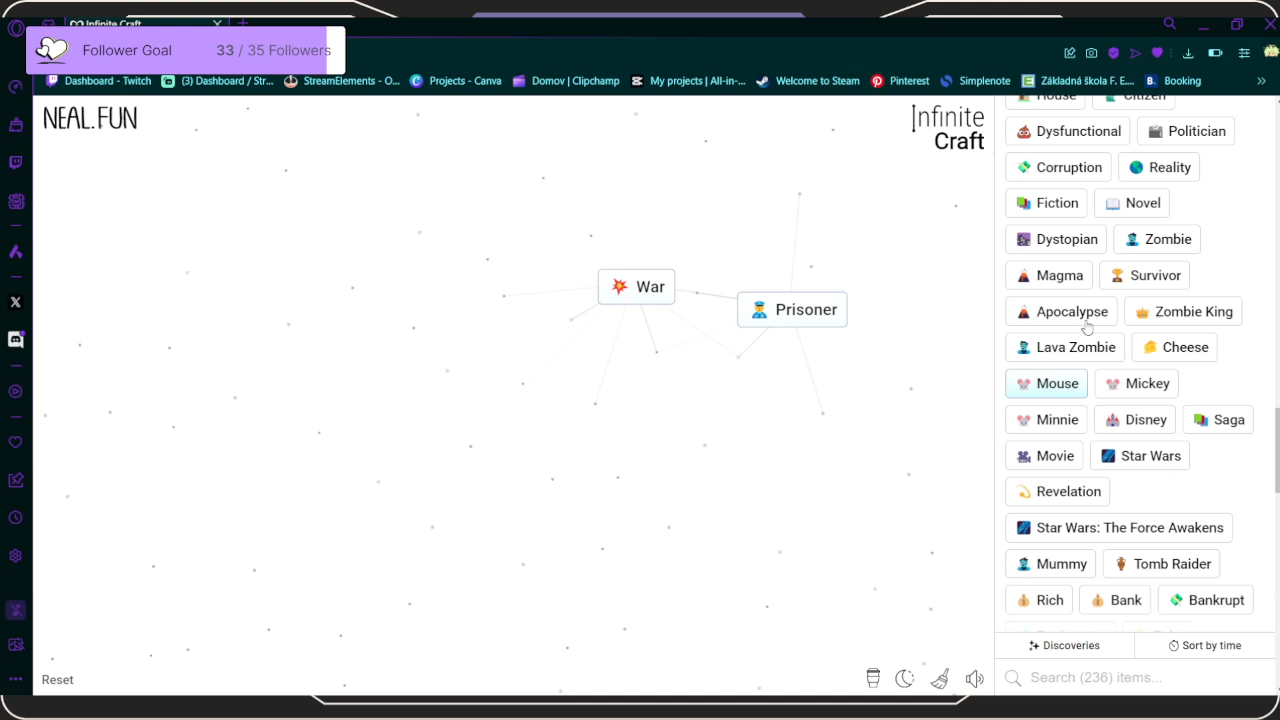 Infinite Craft
Follower Goal 33 / 35 Followers
Dashboard - Twitch
(3) Dashboard / Str...
StreamElements - O...
Projects - Canva
Domov | Clipchamp
My projects | All-in-...
Welcome to Steam
Pinterest
Simplenote
Základná škola F. E...
Booking
NEAL.FUN
Infinite
Craft
War
Prisoner
House Citizen
Dysfunctional Politician
Corruption Reality
Fiction Novel
Dystopian Zombie
Magma Survivor
Apocalypse Zombie King
Lava Zombie Cheese
Mouse Mickey
Minnie Disney Saga
Movie Star Wars
Revelation
Star Wars: The Force Awakens
Mummy Tomb Raider
Rich Bank Bankrupt
Discoveries Sort by time
Search (236) items...
Reset